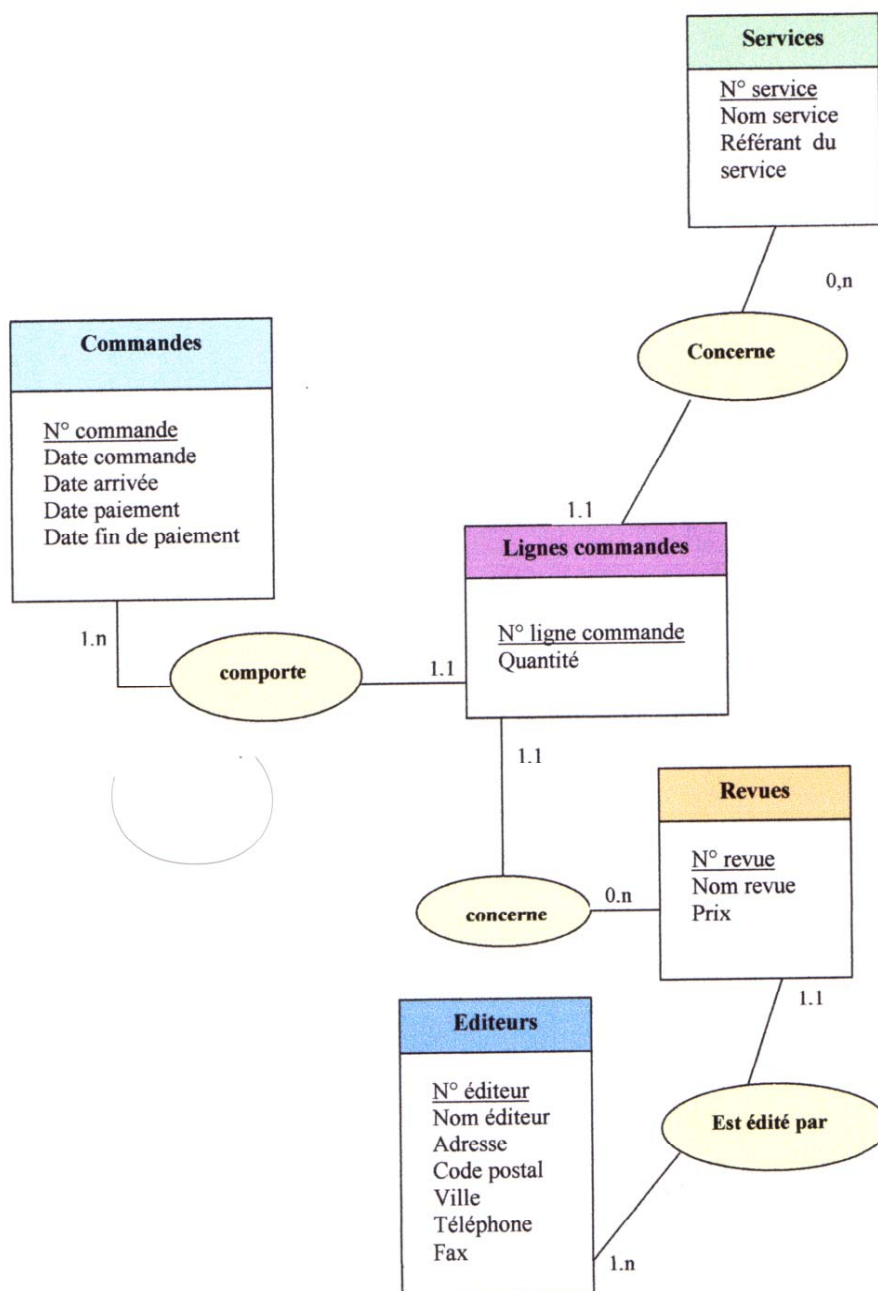 Services
N° service
Nom service
Référant du
service
0,n
Concerne
1.1
Commandes
N° commande
Date commande
Date arrivée
Date paiement
Date fin de paiement
1.n
comporte
1.1
Lignes commandes
N° ligne commande
Quantité
1.1
concerne
0.n
Revues
N° revue
Nom revue
Prix
1.1
Est édité par
1.n
Editeurs
N° éditeur
Nom éditeur
Adresse
Code postal
Ville
Téléphone
Fax